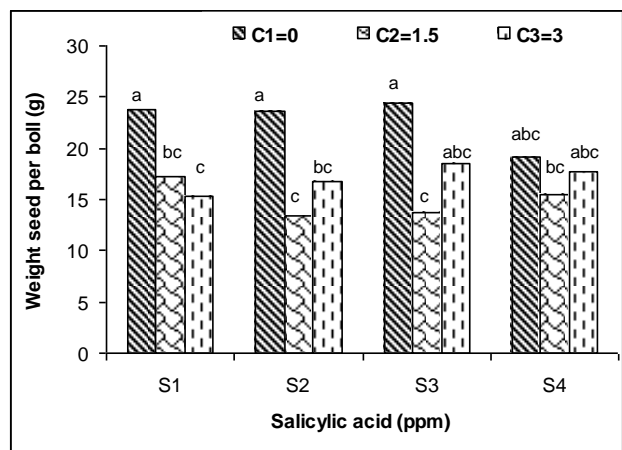 C1=0 C2=1.5 C3=3
Weight seed per boll (g)
30
25
20
15
10
5
0
a bc c
a c bc
a c abc
abc bc abc
S1 S2 S3 S4
Salicylic acid (ppm)